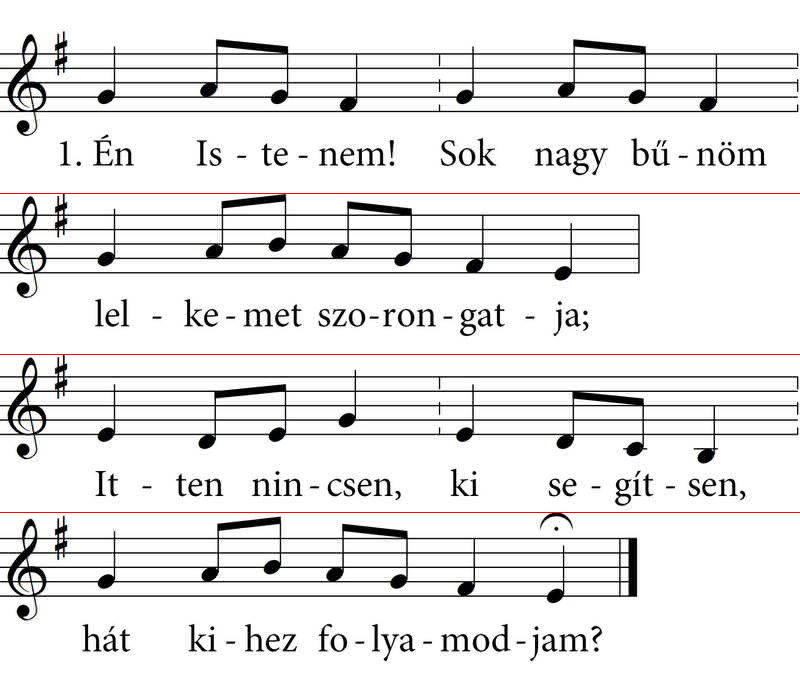 1. Én Is - te - nem! Sok nagy bű - nöm
lel - ke - met szo - ron - gat - ja;
It - ten nin - csen, ki se - gít - sen,
hát ki - hez fo - lya - mod - jam?